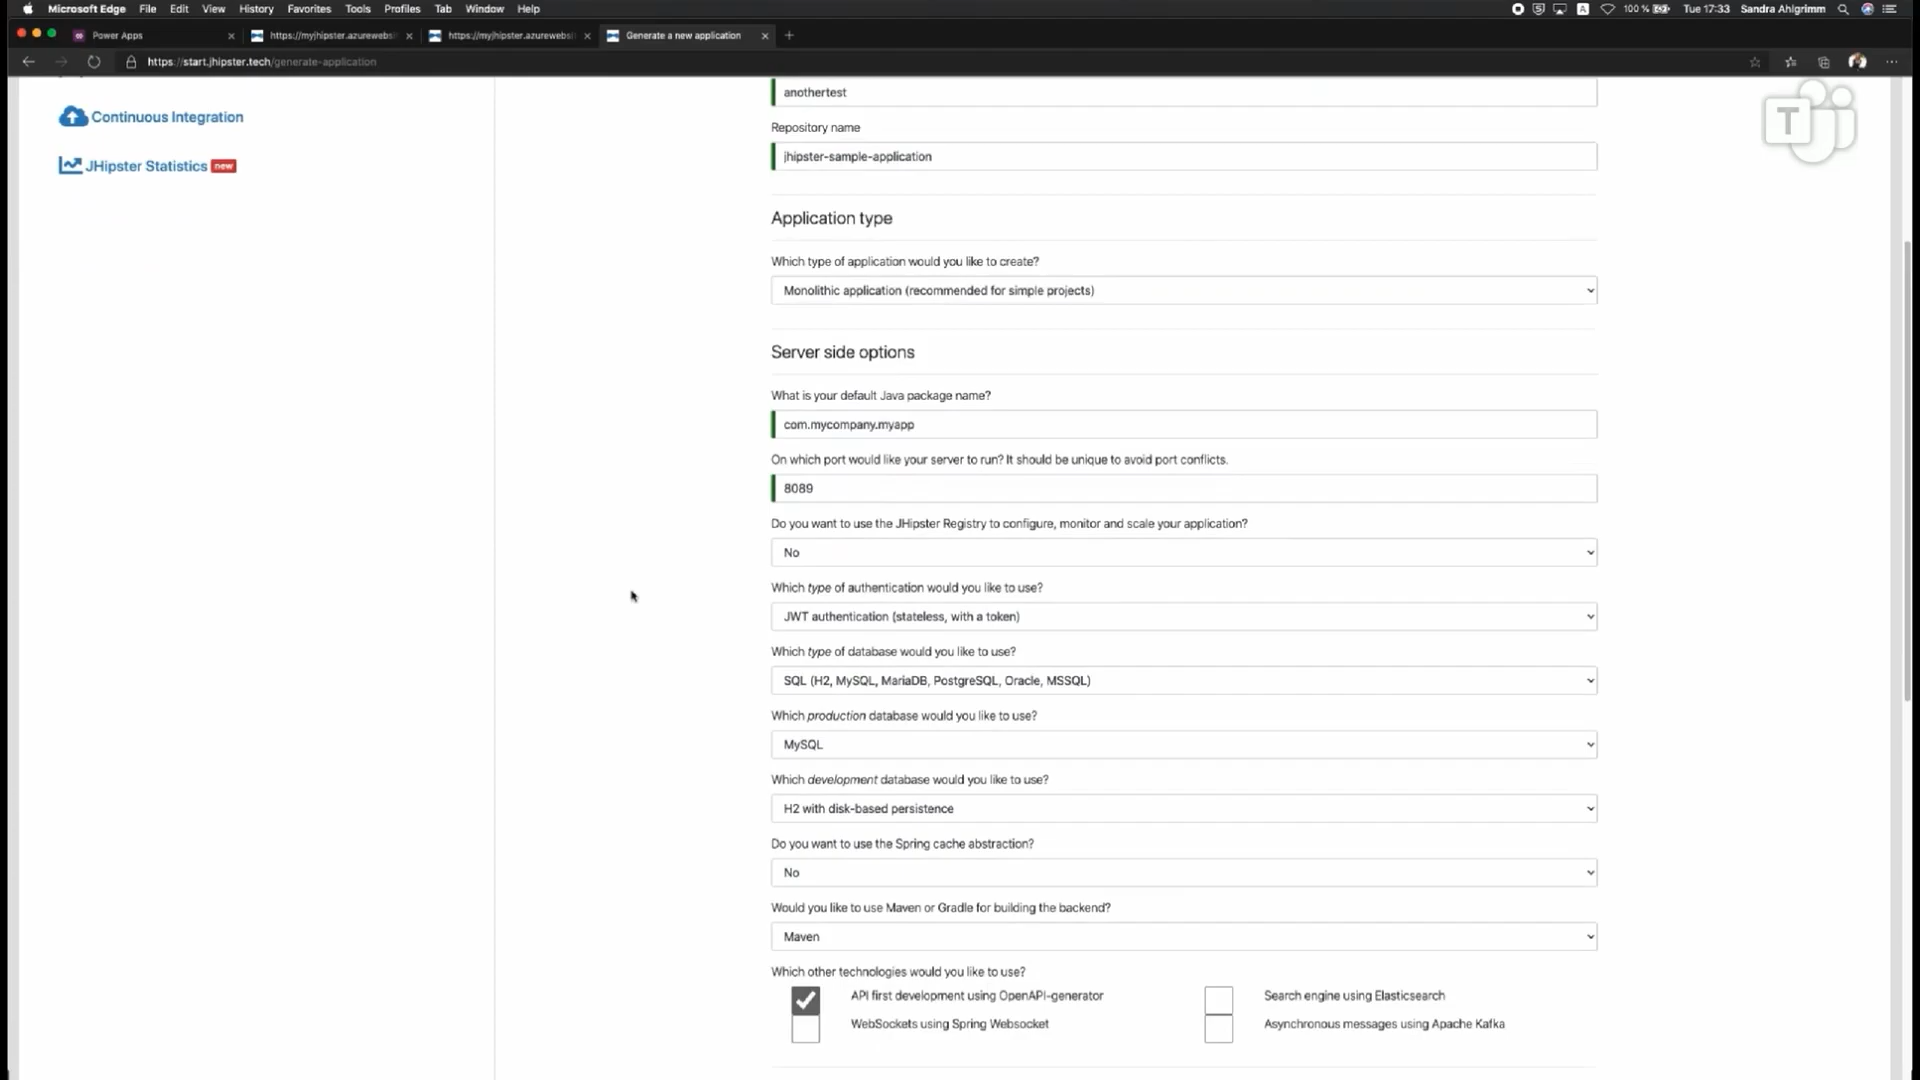 Microsoft Edge File Edit View History Favorites Tools Profiles Tab Window Help 100 % Tue 17:33 Sandra Ahlgrimm
Power Apps https://myjhipster.azurewebsi https://myjhipster.azurewebsi Generate a new application
https://start.jhipster.tech/generate-application
anothertest
Continuous Integration
Repository name
jhipster-sample-application
JHipster Statistics new
T
Application type
Which type of application would you like to create?
Monolithic application (recommended for simple projects)
Server side options
What is your default Java package name?
com.mycompany.myapp
On which port would like your server to run? It should be unique to avoid port conflicts.
8089
Do you want to use the JHipster Registry to configure, monitor and scale your application?
No
Which type of authentication would you like to use?
JWT authentication (stateless, with a token)
Which type of database would you like to use?
SQL (H2, MySQL, MariaDB, PostgreSQL, Oracle, MSSQL)
Which production database would you like to use?
MySQL
Which development database would you like to use?
H2 with disk-based persistence
Do you want to use the Spring cache abstraction?
No
Would you like to use Maven or Gradle for building the backend?
Maven
Which other technologies would you like to use?
API first development using OpenAPI-generator Search engine using Elasticsearch
WebSockets using Spring Websocket Asynchronous messages using Apache Kafka